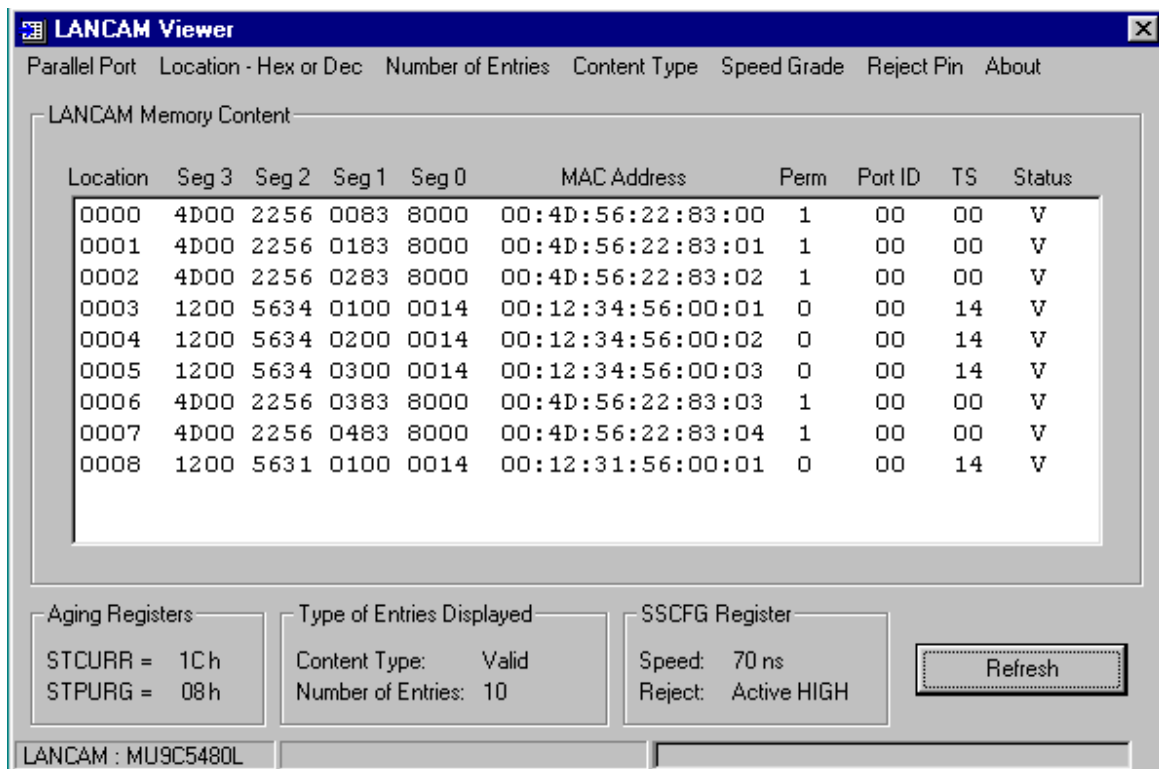 LANCAM Viewer
Parallel Port Location - Hex or Dec Number of Entries Content Type Speed Grade Reject Pin About
LANCAM Memory Content
Location Seg 3 Seg 2 Seg 1 Seg 0 MAC Address Perm Port ID TS Status
0000 4D00 2256 0083 8000 00:4D:56:22:83:00 1 00 00 V
0001 4D00 2256 0183 8000 00:4D:56:22:83:01 1 00 00 V
0002 4D00 2256 0283 8000 00:4D:56:22:83:02 1 00 00 V
0003 1200 5634 0100 0014 00:12:34:56:00:01 0 00 14 V
0004 1200 5634 0200 0014 00:12:34:56:00:02 0 00 14 V
0005 1200 5634 0300 0014 00:12:34:56:00:03 0 00 14 V
0006 4D00 2256 0383 8000 00:4D:56:22:83:03 1 00 00 V
0007 4D00 2256 0483 8000 00:4D:56:22:83:04 1 00 00 V
0008 1200 5631 0100 0014 00:12:31:56:00:01 0 00 14 V
Aging Registers
STCURR = 1C h
STPURG = 08 h
Type of Entries Displayed
Content Type: Valid
Number of Entries: 10
SSCFG Register
Speed: 70 ns
Reject: Active HIGH
Refresh
LANCAM : MU9C5480L